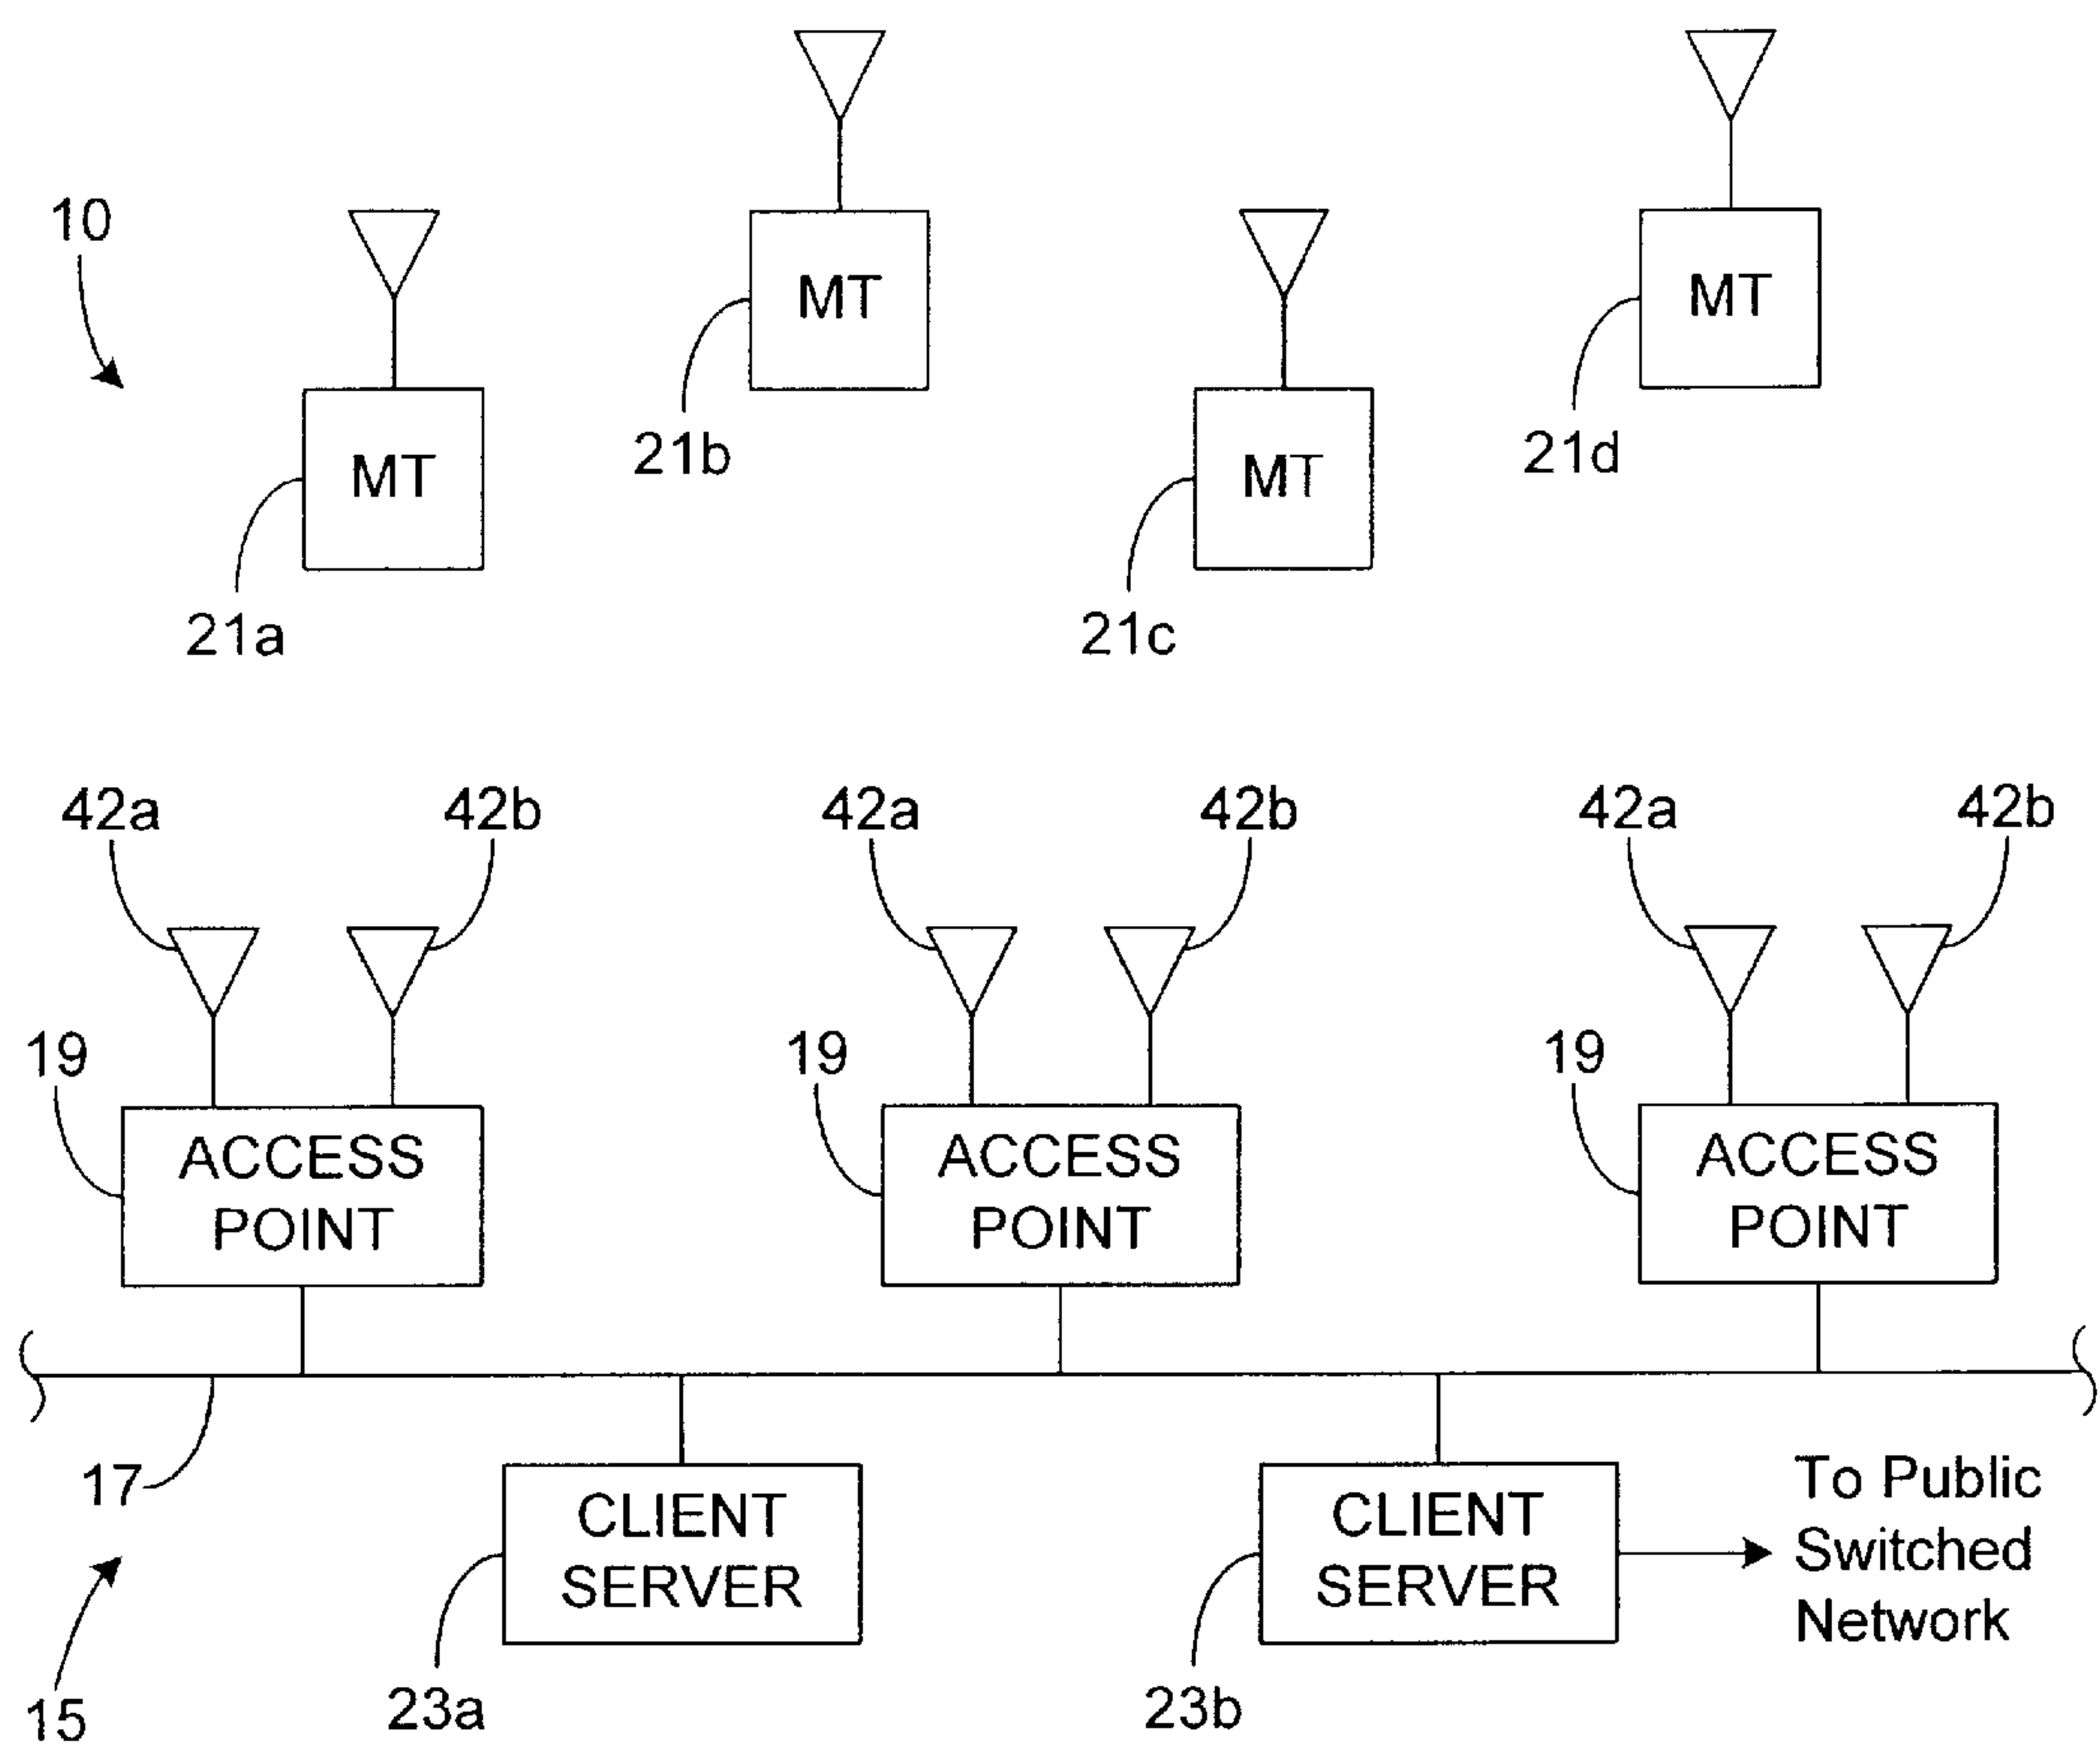 10
MT
MT
MT
MT
21b
21d
21a
21c
42a
42b
42a
42b
42a
42b
19
19
19
ACCESS
POINT
ACCESS
POINT
ACCESS
POINT
17
CLIENT
SERVER
CLIENT
SERVER
To Public
Switched
Network
15
23a
23b